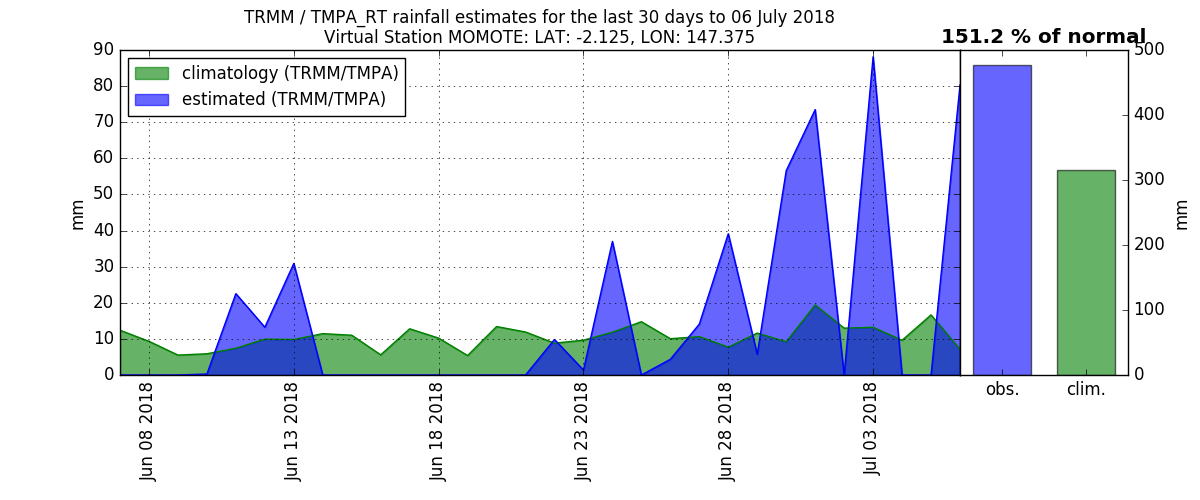 TRMM / TMPA_RT rainfall estimates for the last 30 days to 06 July 2018
Virtual Station MOMOTE: LAT: -2.125, LON: 147.375
151.2 % of normal
climatology (TRMM/TMPA)
estimated (TRMM/TMPA)
90
80
70
60
50
40
30
20
10
0
mm
Jun 08 2018
Jun 13 2018
Jun 18 2018
Jun 23 2018
Jun 28 2018
Jul 03 2018
obs.
clim.
500
400
300
200
100
0
mm